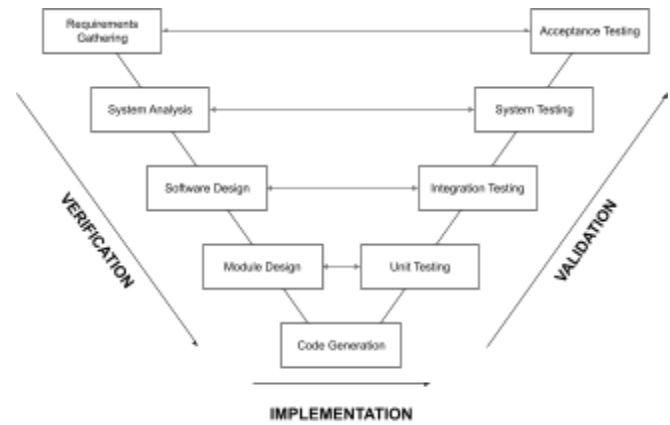 Requirements
Gathering
Acceptance Testing
System Analysis
System Testing
Software Design
Integration Testing
VERIFICATION
VALIDATION
Module Design
Unit Testing
Code Generation
IMPLEMENTATION